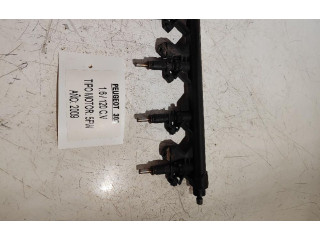 PEUGEOT 307
1.6 / 120 C.V
TIPO MOTOR: 5FW
AÑO: 2009